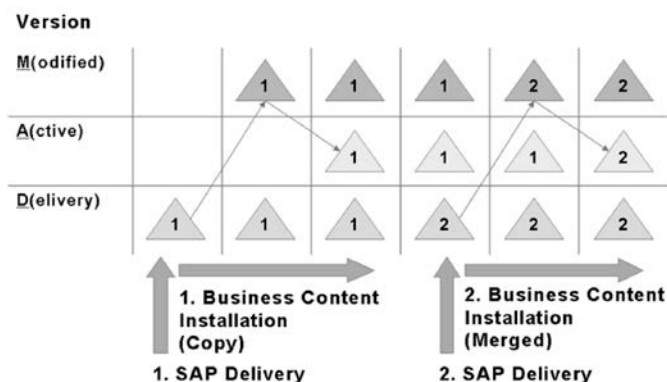 Version
M(odified)
1 1 1 2 2
A(ctive)
1 1 1 2
D(elivery)
1 1 1 2 2 2
1. Business Content
Installation
(Copy)
2. Business Content
Installation
(Merged)
1. SAP Delivery
2. SAP Delivery